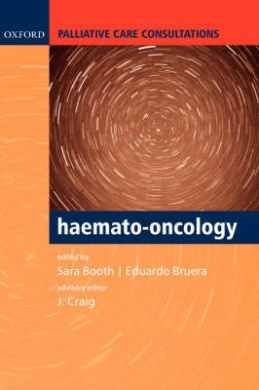 OXFORD
PALLIATIVE CARE CONSULTATIONS
haemato-oncology
edited by
Sara Booth | Eduardo Bruera
advisory editor
J. Craig